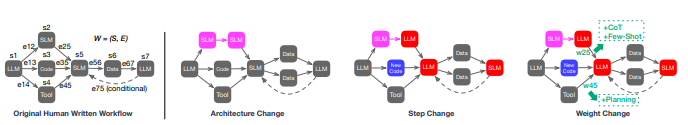 s2
SLM
W = (S, E)
s1
e12
e25
s3
s5
s6
s7
LLM
e13
Code
e35
SLM
e56
Data
e67
LLM
s4
e14
e45
Tool
e75 (conditional)
Original Human Written Workflow
SLM
SLM
LLM
Code
SLM
Data
Data
LLM
Tool
Architecture Change
SLM
LLM
LLM
New
Code
LLM
Data
Data
SLM
Tool
Step Change
SLM
LLM
w25
+CoT
+Few-Shot
LLM
New
Code
LLM
Data
Data
SLM
Tool
w45
+Planning
Weight Change